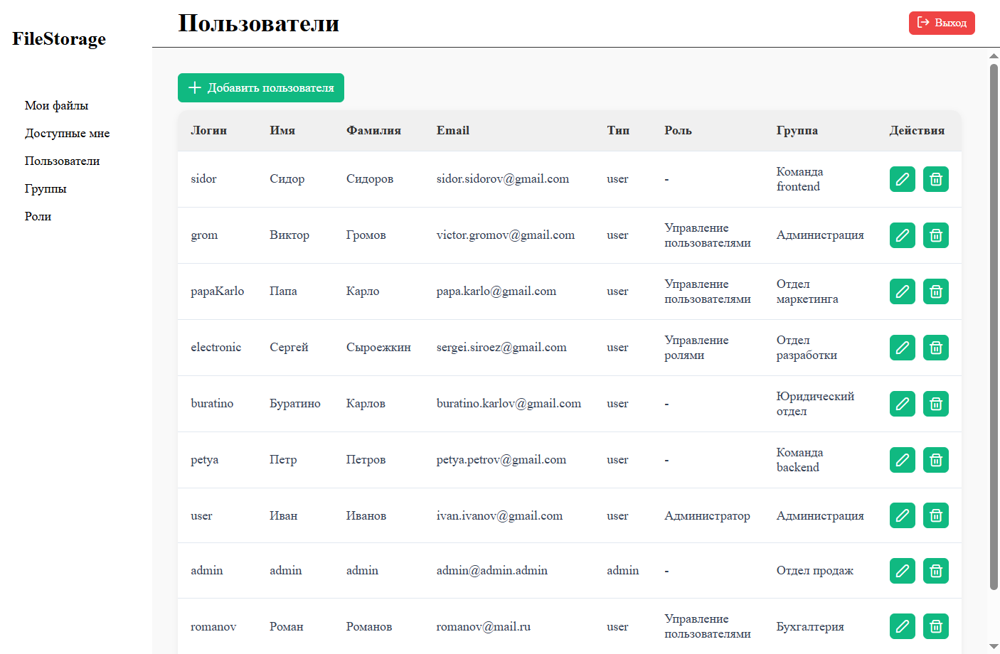 FileStorage
Мои файлы
Доступные мне
Пользователи
Группы
Роли
Пользователи
Выход
Добавить пользователя
Логин Имя Фамилия Email Тип Роль Группа Действия
sidor Сидор Сидоров sidor.sidorov@gmail.com user - Команда
frontend
grom Виктор Громов victor.gromov@gmail.com user Управление
пользователями Администрация
papaKarlo Папа Карло papa.karlo@gmail.com user Управление
пользователями Отдел
маркетинга
electronic Сергей Сыроежкин sergei.siroez@gmail.com user Управление
ролями Отдел
разработки
buratino Буратино Карлов buratino.karlov@gmail.com user - Юридический
отдел
petya Петр Петров petya.petrov@gmail.com user - Команда
backend
user Иван Иванов ivan.ivanov@gmail.com user Администратор Администрация
admin admin admin admin@admin.admin admin - Отдел продаж
romanov Роман Романов romanov@mail.ru user Управление
пользователями Бухгалтерия